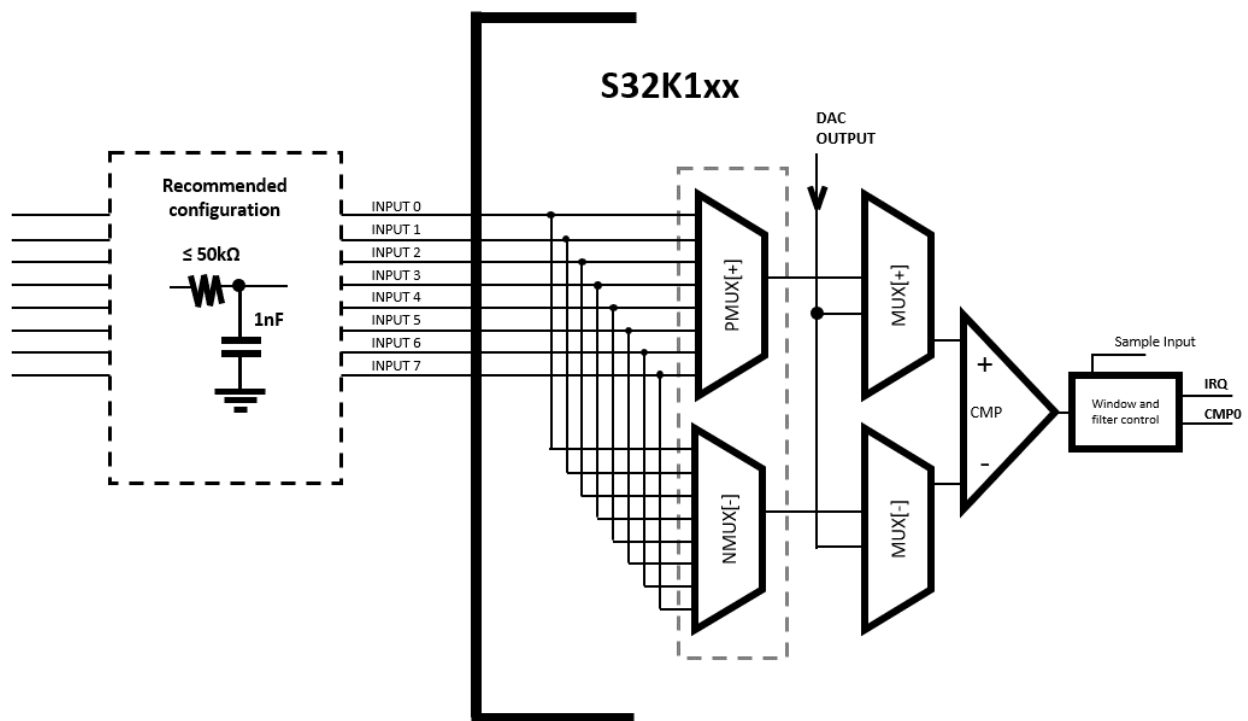 S32K1xx
DAC
OUTPUT
Recommended
configuration
≤ 50kΩ
1nF
INPUT 0
INPUT 1
INPUT 2
INPUT 3
INPUT 4
INPUT 5
INPUT 6
INPUT 7
PMUX[+]
MUX[+]
NMUX[-]
MUX[-]
+
CMP
-
Sample Input
Window and
filter control
IRQ
CMP0